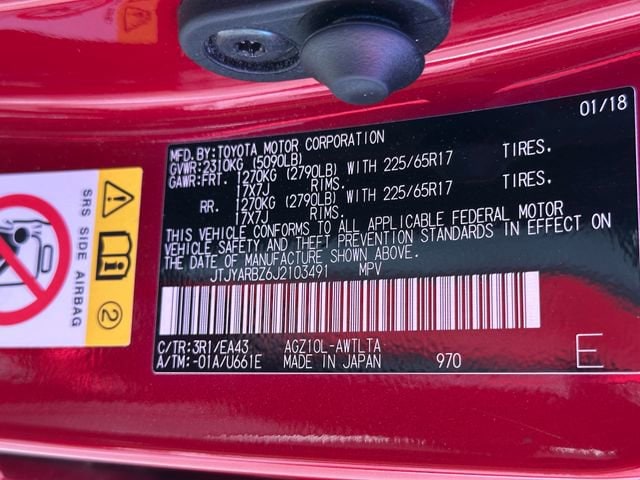 01/18
MFD. BY: TOYOTA MOTOR CORPORATION
GVWR: 2310KG (5090LB)
GAWR: FRT. 1270KG (2790LB) WITH 225/65R17 TIRES,
17X7J RIMS.
RR. 1270KG (2790LB) WITH 225/65R17 TIRES,
17X7J RIMS.
THIS VEHICLE CONFORMS TO ALL APPLICABLE FEDERAL MOTOR
VEHICLE SAFETY AND THEFT PREVENTION STANDARDS IN EFFECT ON
THE DATE OF MANUFACTURE SHOWN ABOVE.
JTJYARBZ6J2103491 MPV
C/TR: 3R1/EA43 AGZ10L-AWTLTA
A/TM: -01A/U661E MADE IN JAPAN 970 E
SRS SIDE AIRBAG
2